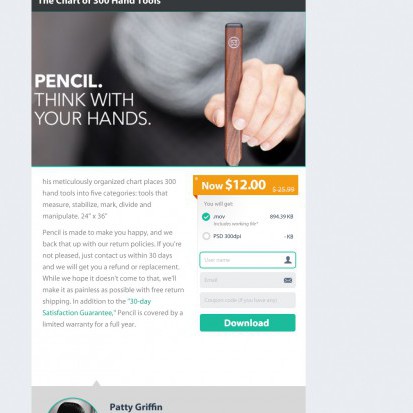 The Chart of 300 Hand Tools
PENCIL.
THINK WITH
YOUR HANDS.
his meticulously organized chart places 300
hand tools into five categories: tools that
measure, stabilize, mark, divide and
manipulate. 24" x 36"
Pencil is made to make you happy, and we
back that up with our return policies. If you're
not pleased, just contact us within 30 days
and we will get you a refund or replacement.
While we hope it doesn't come to that, we'll
make it as painless as possible with free return
shipping. In addition to the "30-day
Satisfaction Guarantee," Pencil is covered by a
limited warranty for a full year.
Now $12.00 $ 25.99
You will get:
.mov 894.39 KB
Includes working file*
PSD 300dpi - KB
User name
Email
Coupon code (if you have any)
Download
Patty Griffin